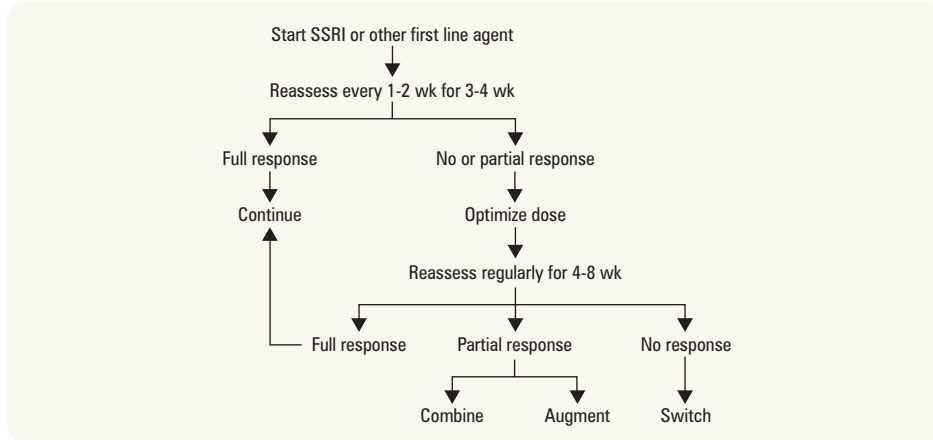 Start SSRI or other first line agent
Reassess every 1-2 wk for 3-4 wk
Full response
No or partial response
Continue
Optimize dose
Reassess regularly for 4-8 wk
Full response
Partial response
No response
Combine
Augment
Switch